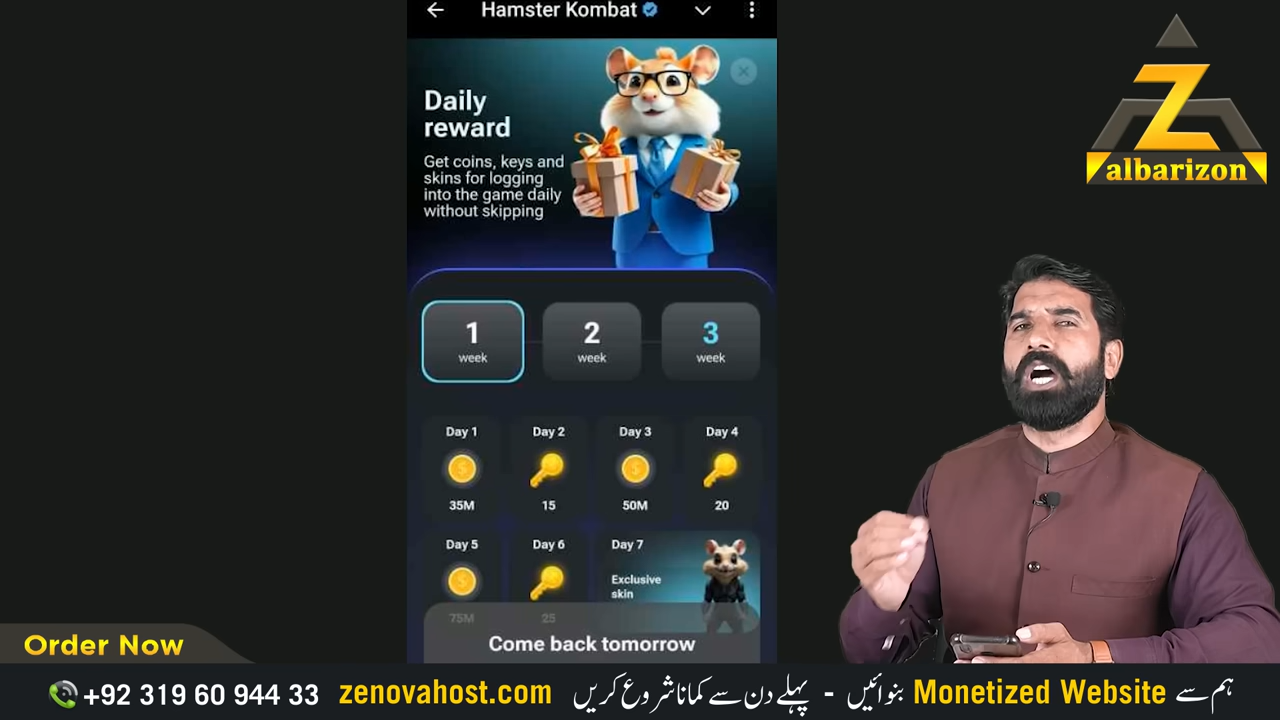 Hamster Kombat
Daily
reward
Get coins, keys and
skins for logging
into the game daily
without skipping
1
week
2
week
3
week
Day 1
Day 2
Day 3
Day 4
35M
15
50M
20
Day 5
Day 6
Day 7
Exclusive
skin
75M
25
Come back tomorrow
Z
albarizon
Order Now
+92 319 60 944 33
zenovahost.com
ہم سے Monetized Website بنوائیں - پہلے دن سے کمانا شروع کریں